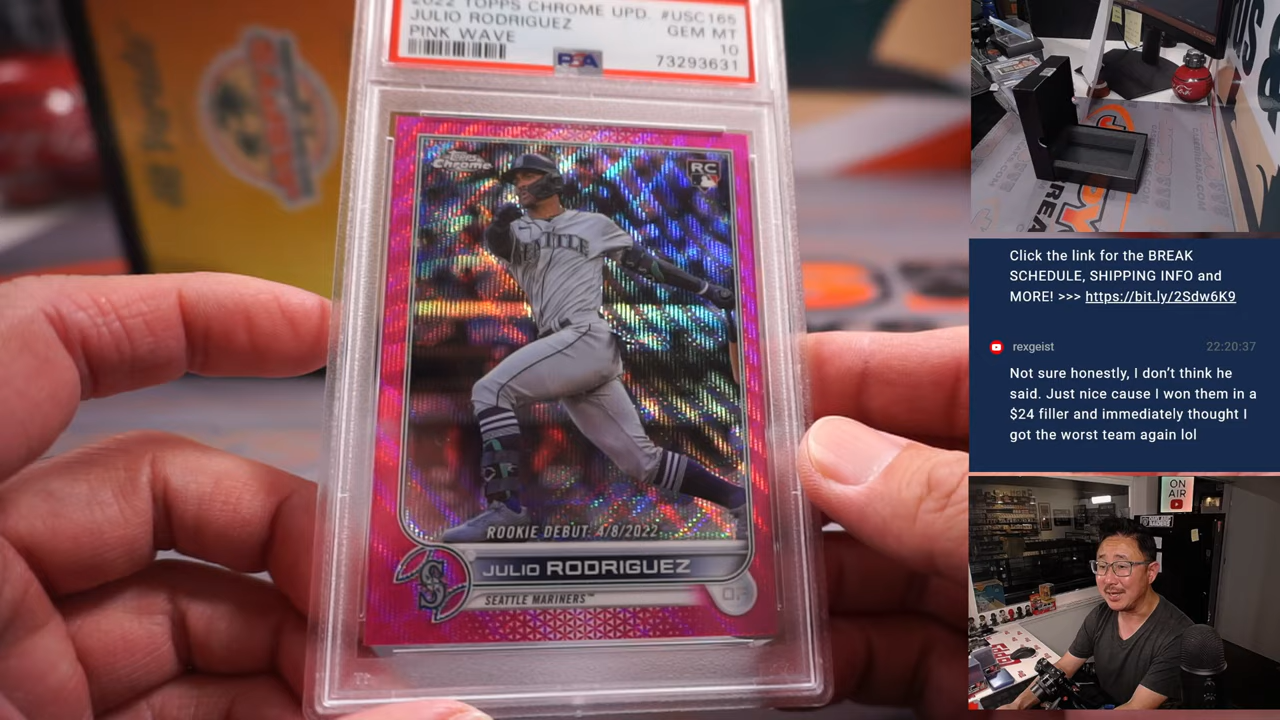 2022 TOPPS CHROME UPD. #USC165
JULIO RODRIGUEZ GEM MT
PINK WAVE 10
PSA 73293631
Topps
Chrome
RC
SEATTLE
ROOKIE DEBUT: 4/8/2022
JULIO RODRIGUEZ
SEATTLE MARINERS™
S
Click the link for the BREAK
SCHEDULE, SHIPPING INFO and
MORE! >>> https://bit.ly/2Sdw6K9
rexgeist 22:20:37
Not sure honestly, I don’t think he
said. Just nice cause I won them in a
$24 filler and immediately thought I
got the worst team again lol
ON
AIR